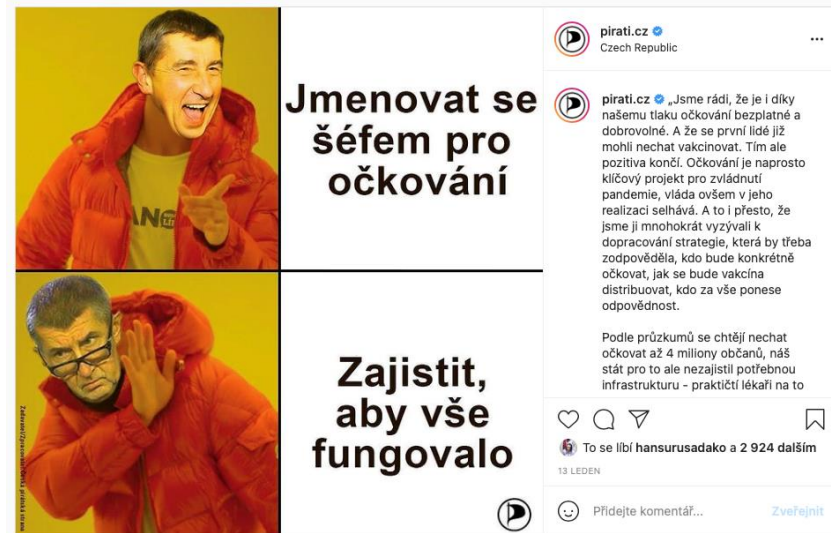 Jmenovat se
šéfem pro
očkování
ANO
Zajistit,
aby vše
fungovalo
pirati.cz
Czech Republic
pirati.cz „Jsme rádi, že je i díky
našemu tlaku očkování bezplatné a
dobrovolné. A že se první lidé již
mohli nechat vakcinovat. Tím ale
pozitiva končí. Očkování je naprosto
klíčový projekt pro zvládnutí
pandemie, vláda ovšem v jeho
realizaci selhává. A to i přesto, že
jsme ji mnohokrát vyzývali k
dopracování strategie, která by třeba
zodpověděla, kdo bude konkrétně
očkovat, jak se bude vakcína
distribuovat, kdo za vše ponese
odpovědnost.
Podle průzkumů se chtějí nechat
očkovat až 4 miliony občanů, náš
stát pro to ale nezajistil potřebnou
infrastrukturu - praktičtí lékaři na to
To se líbí hansurusadako a 2 924 dalším
13 LEDEN
Přidejte komentář...
Zveřejnit